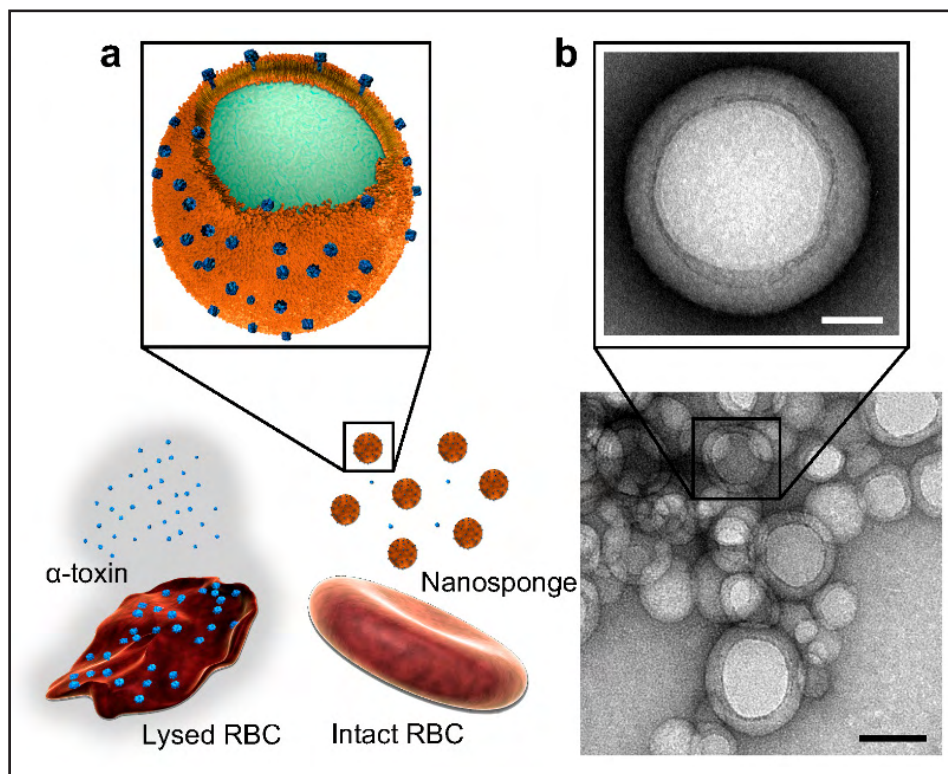 a
b
α-toxin
Nanosponge
Lysed RBC
Intact RBC